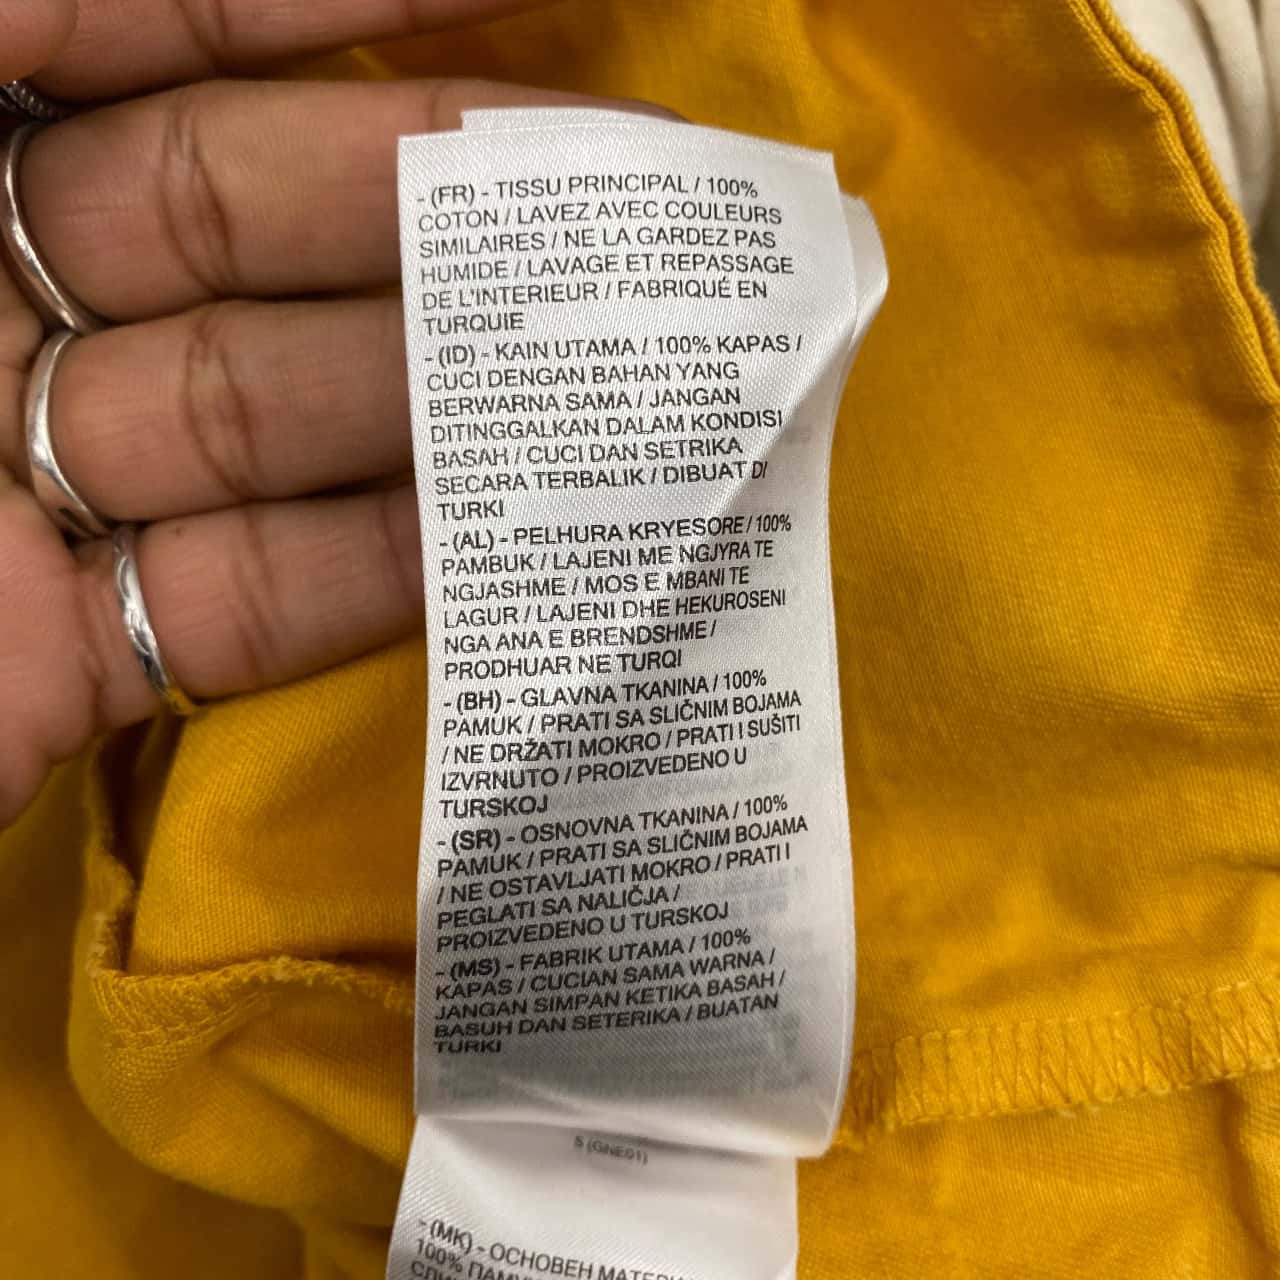 - (FR) - TISSU PRINCIPAL / 100%
COTON / LAVEZ AVEC COULEURS
SIMILAIRES / NE LA GARDEZ PAS
HUMIDE / LAVAGE ET REPASSAGE
DE L'INTERIEUR / FABRIQUÉ EN
TURQUIE
- (ID) - KAIN UTAMA / 100% KAPAS /
CUCI DENGAN BAHAN YANG
BERWARNA SAMA / JANGAN
DITINGGALKAN DALAM KONDISI
BASAH / CUCI DAN SETRIKA
SECARA TERBALIK / DIBUAT DI
TURKI
- (AL) - PELHURA KRYESORE / 100%
PAMBUK / LAJENI ME NGJYRA TE
NGJASHME / MOS E MBANI TE
LAGUR / LAJENI DHE HEKUROSENI
NGA ANA E BRENDSHME /
PRODHUAR NE TURQI
- (BH) - GLAVNA TKANINA / 100%
PAMUK / PRATI SA SLIČNIM BOJAMA
/ NE DRŽATI MOKRO / PRATI I SUŠITI
IZVRNUTO / PROIZVEDENO U
TURSKOJ
- (SR) - OSNOVNA TKANINA / 100%
PAMUK / PRATI SA SLIČNIM BOJAMA
/ NE OSTAVLJATI MOKRO / PRATI I
PEGLATI SA NALIČJA /
PROIZVEDENO U TURSKOJ
- (MS) - FABRIK UTAMA / 100%
KAPAS / CUCIAN SAMA WARNA /
JANGAN SIMPAN KETIKA BASAH /
BASUH DAN SETERIKA / BUATAN
TURKI
5 (GNE01)
- (MK) - ОСНОВЕН
100%